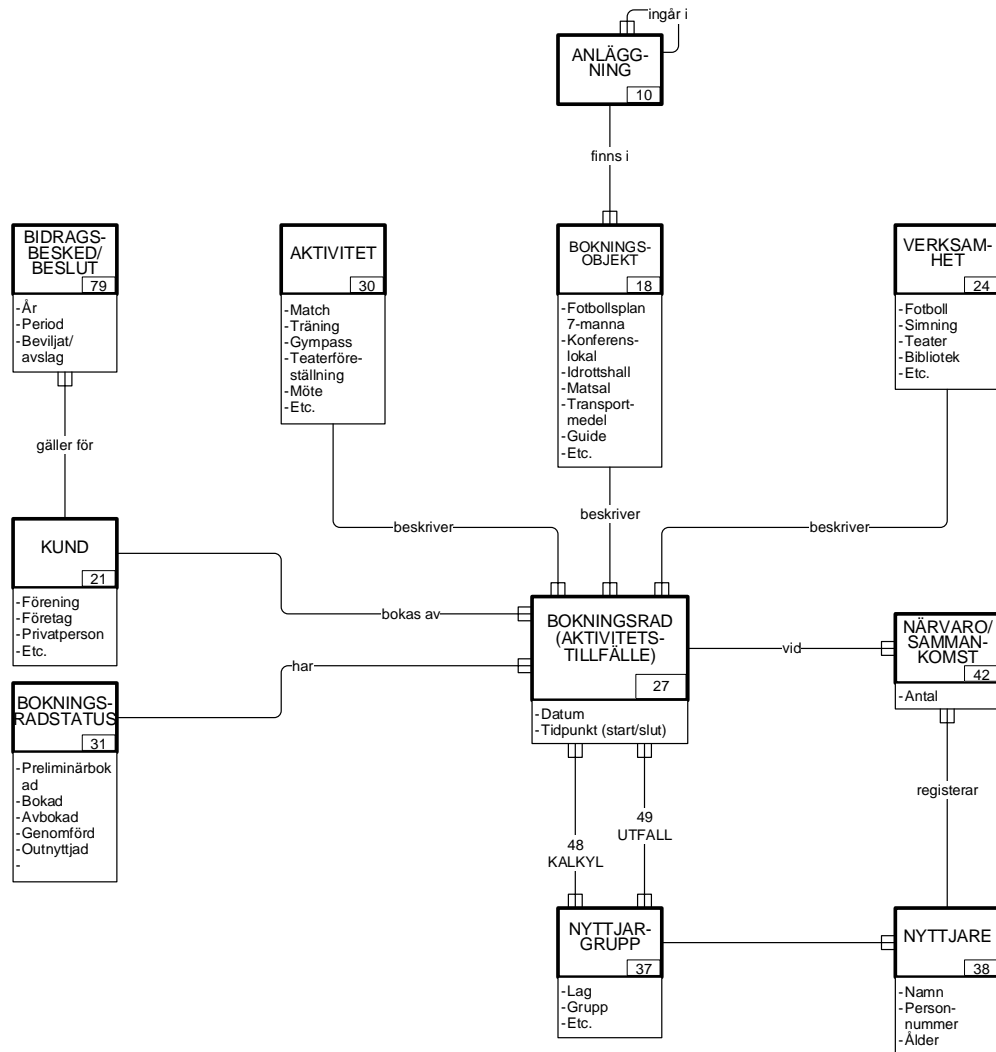 ingår i
ANLÄGG-
NING
10
finns i
BIDRAGS-
BESKED/
BESLUT
79
-År
-Period
-Beviljat/
avslag
AKTIVITET
30
-Match
-Träning
-Gympass
-Teaterföre-
ställning
-Möte
-Etc.
BOKNINGS-
OBJEKT
18
-Fotbollsplan
7-manna
-Konferens-
lokal
-Idrottshall
-Matsal
-Transport-
medel
-Guide
-Etc.
VERKSAM-
HET
24
-Fotboll
-Simning
-Teater
-Bibliotek
-Etc.
gäller för
beskriver
beskriver
beskriver
KUND
21
-Förening
-Företag
-Privatperson
-Etc.
bokas av
har
BOKNINGSRAD
(AKTIVITETS-
TILLFÄLLE)
27
-Datum
-Tidpunkt (start/slut)
vid
NÄRVARO/
SAMMAN-
KOMST
42
-Antal
BOKNINGS-
RADSTATUS
31
-Preliminärbok
ad
-Bokad
-Avbokad
-Genomförd
-Outnyttjad
-
48
KALKYL
49
UTFALL
registerar
NYTTJAR-
GRUPP
37
-Lag
-Grupp
-Etc.
NYTTJARE
38
-Namn
-Person-
nummer
-Ålder